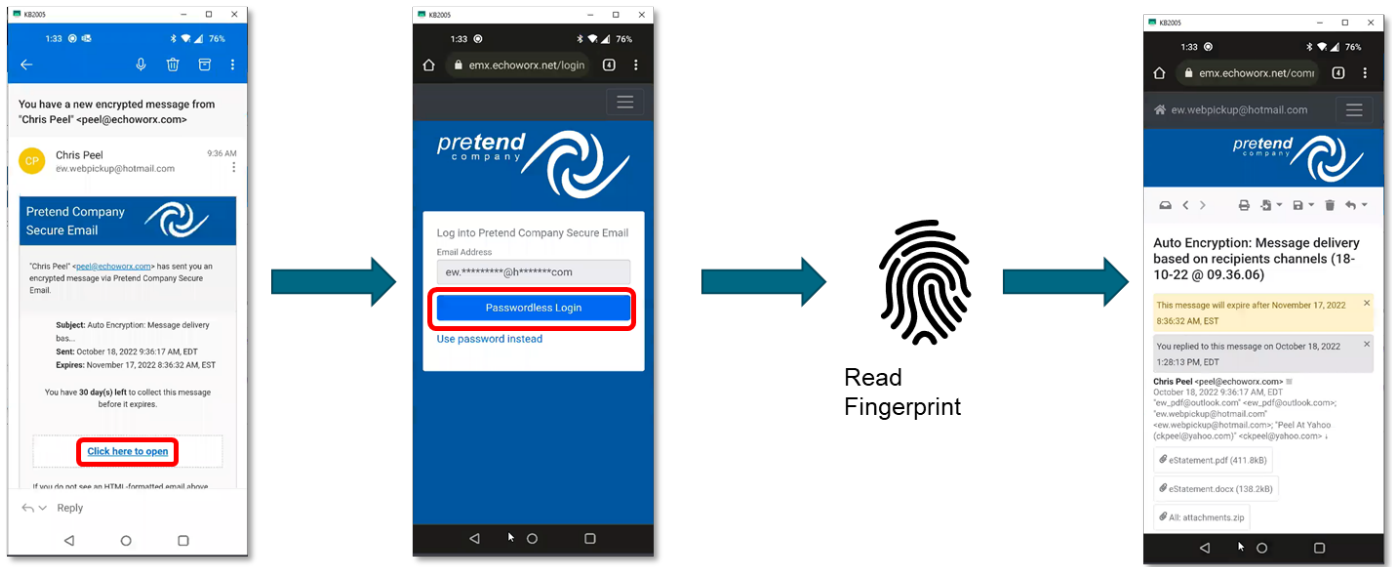 KB2005
1:33
76%
You have a new encrypted message from
"Chris Peel" <peel@echoworx.com>
CP
Chris Peel
9:36 AM
ew.webpickup@hotmail.com
Pretend Company
Secure Email
"Chris Peel" <peel@echoworx.com> has sent you an
encrypted message via Pretend Company Secure
Email.
Subject: Auto Encryption: Message delivery
bas...
Sent: October 18, 2022 9:36:17 AM, EDT
Expires: November 17, 2022 8:36:32 AM, EST
You have 30 day(s) left to collect this message
before it expires.
Click here to open
If you do not see an HTML-formatted email above
Reply
KB2005
1:33
76%
emx.echoworx.net/login
4
pretend
company
Log into Pretend Company Secure Email
Email Address
ew.*********@h*******com
Passwordless Login
Use password instead
Read
Fingerprint
KB2005
1:33
76%
emx.echoworx.net/comr
4
ew.webpickup@hotmail.com
pretend
company
Auto Encryption: Message delivery
based on recipients channels (18-
10-22 @ 09.36.06)
This message will expire after November 17, 2022
8:36:32 AM, EST
You replied to this message on October 18, 2022
1:28:13 PM, EDT
Chris Peel <peel@echoworx.com>
October 18, 2022 9:36:17 AM, EDT
"ew_pdf@outlook.com" <ew_pdf@outlook.com>;
"ew.webpickup@hotmail.com"
<ew.webpickup@hotmail.com>; "Peel At Yahoo
(ckpeel@yahoo.com)" <ckpeel@yahoo.com>
eStatement.pdf (411.8kB)
eStatement.docx (138.2kB)
All: attachments.zip